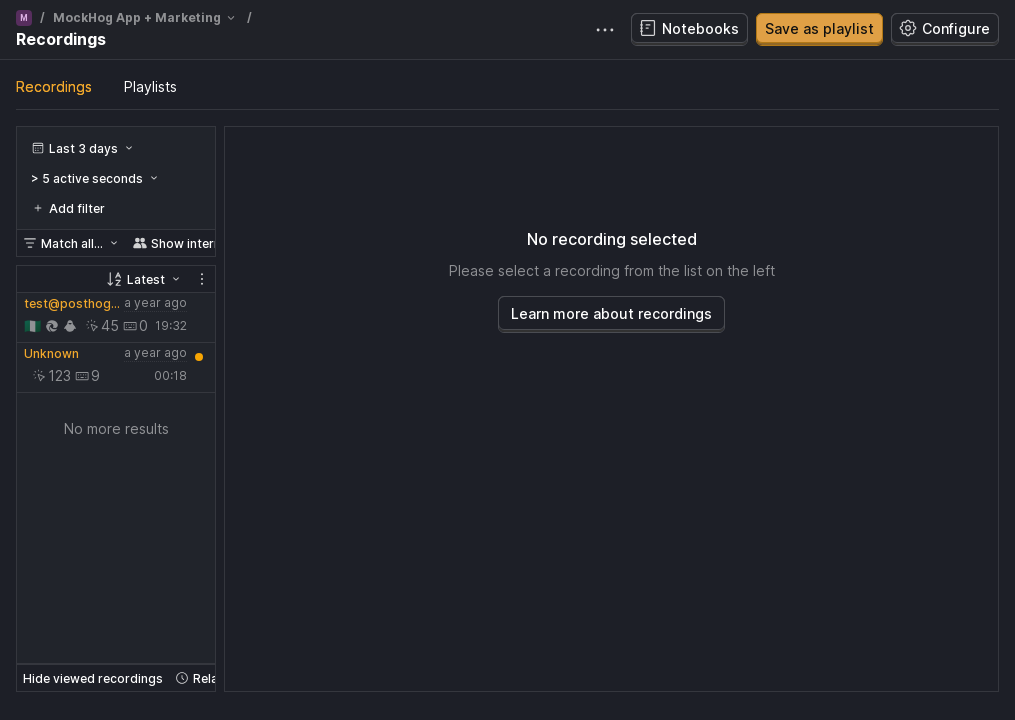 M / MockHog App + Marketing /
Recordings
Notebooks
Save as playlist
Configure
Recordings
Playlists
Last 3 days
> 5 active seconds
Add filter
Match all...
Show inter
Latest
test@posthog...
a year ago
45
0
19:32
Unknown
a year ago
123
9
00:18
No more results
Hide viewed recordings
Rela
No recording selected
Please select a recording from the list on the left
Learn more about recordings